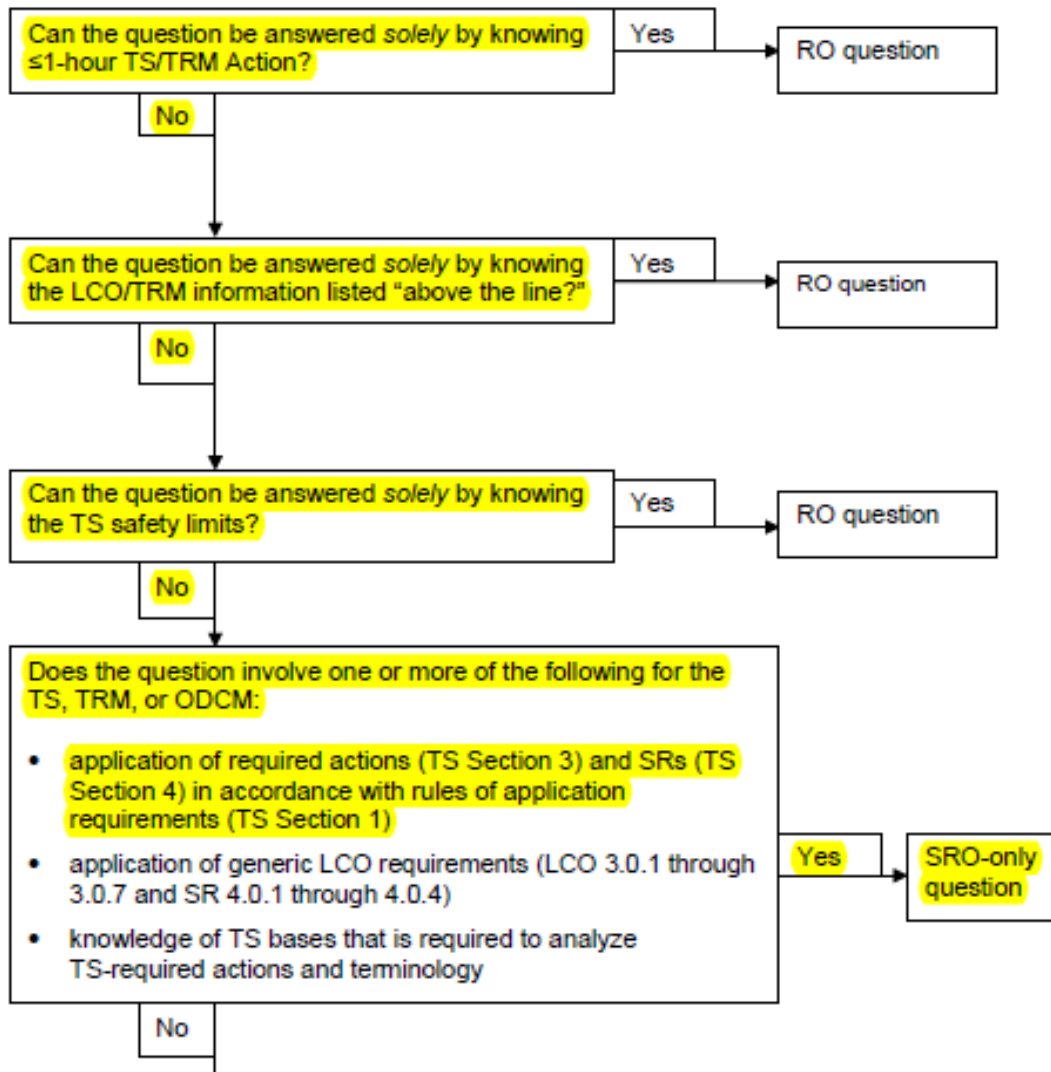 Can the question be answered solely by knowing
≤1-hour TS/TRM Action?
Yes
RO question
No
Can the question be answered solely by knowing
the LCO/TRM information listed “above the line?”
Yes
RO question
No
Can the question be answered solely by knowing
the TS safety limits?
Yes
RO question
No
Does the question involve one or more of the following for the
TS, TRM, or ODCM:
• application of required actions (TS Section 3) and SRs (TS
Section 4) in accordance with rules of application
requirements (TS Section 1)
• application of generic LCO requirements (LCO 3.0.1 through
3.0.7 and SR 4.0.1 through 4.0.4)
• knowledge of TS bases that is required to analyze
TS-required actions and terminology
Yes
SRO-only
question
No